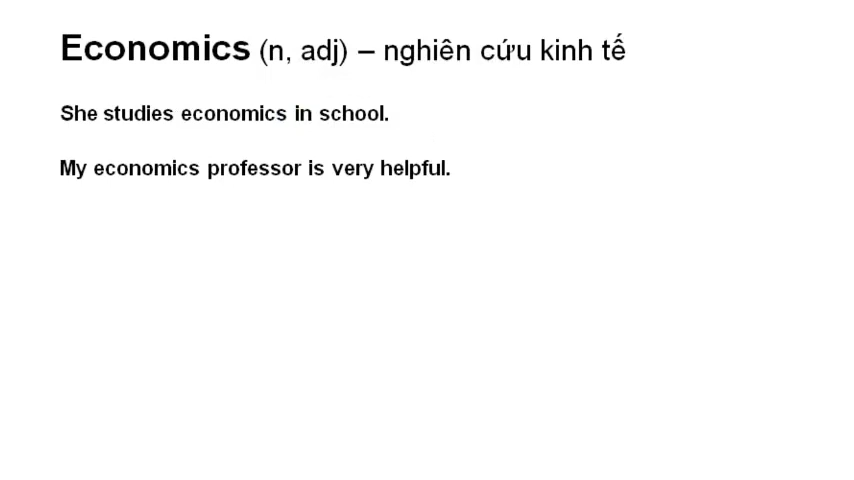 Economics (n, adj) – nghiên cứu kinh tế
She studies economics in school.
My economics professor is very helpful.